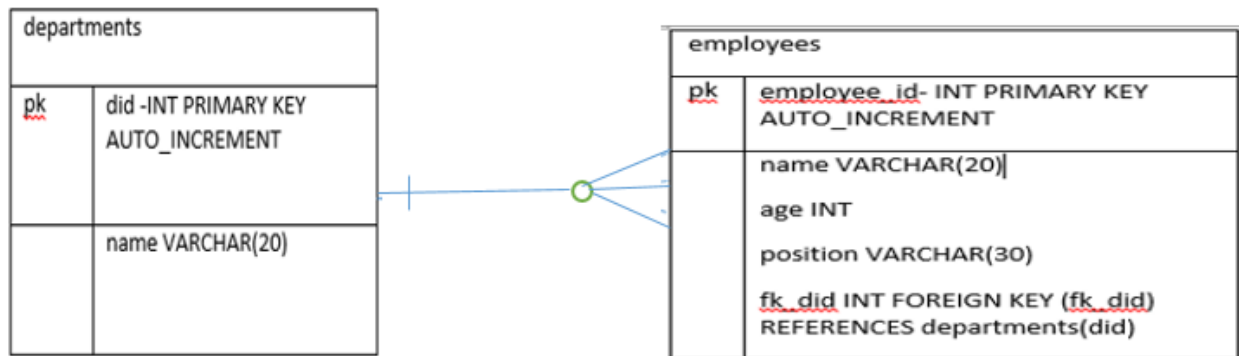 departments
pk
did -INT PRIMARY KEY
AUTO_INCREMENT
name VARCHAR(20)
employees
pk
employee_id- INT PRIMARY KEY
AUTO_INCREMENT
name VARCHAR(20)
age INT
position VARCHAR(30)
fk_did INT FOREIGN KEY (fk_did)
REFERENCES departments(did)